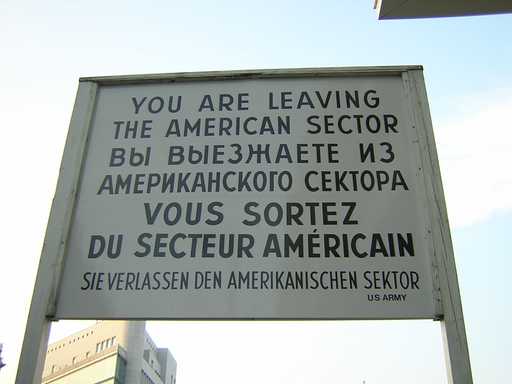 YOU ARE LEAVING
THE AMERICAN SECTOR
ВЫ ВЫЕЗЖАЕТЕ ИЗ
АМЕРИКАНСКОГО СЕКТОРА
VOUS SORTEZ
DU SECTEUR AMÉRICAIN
SIE VERLASSEN DEN AMERIKANISCHEN SEKTOR
US ARMY